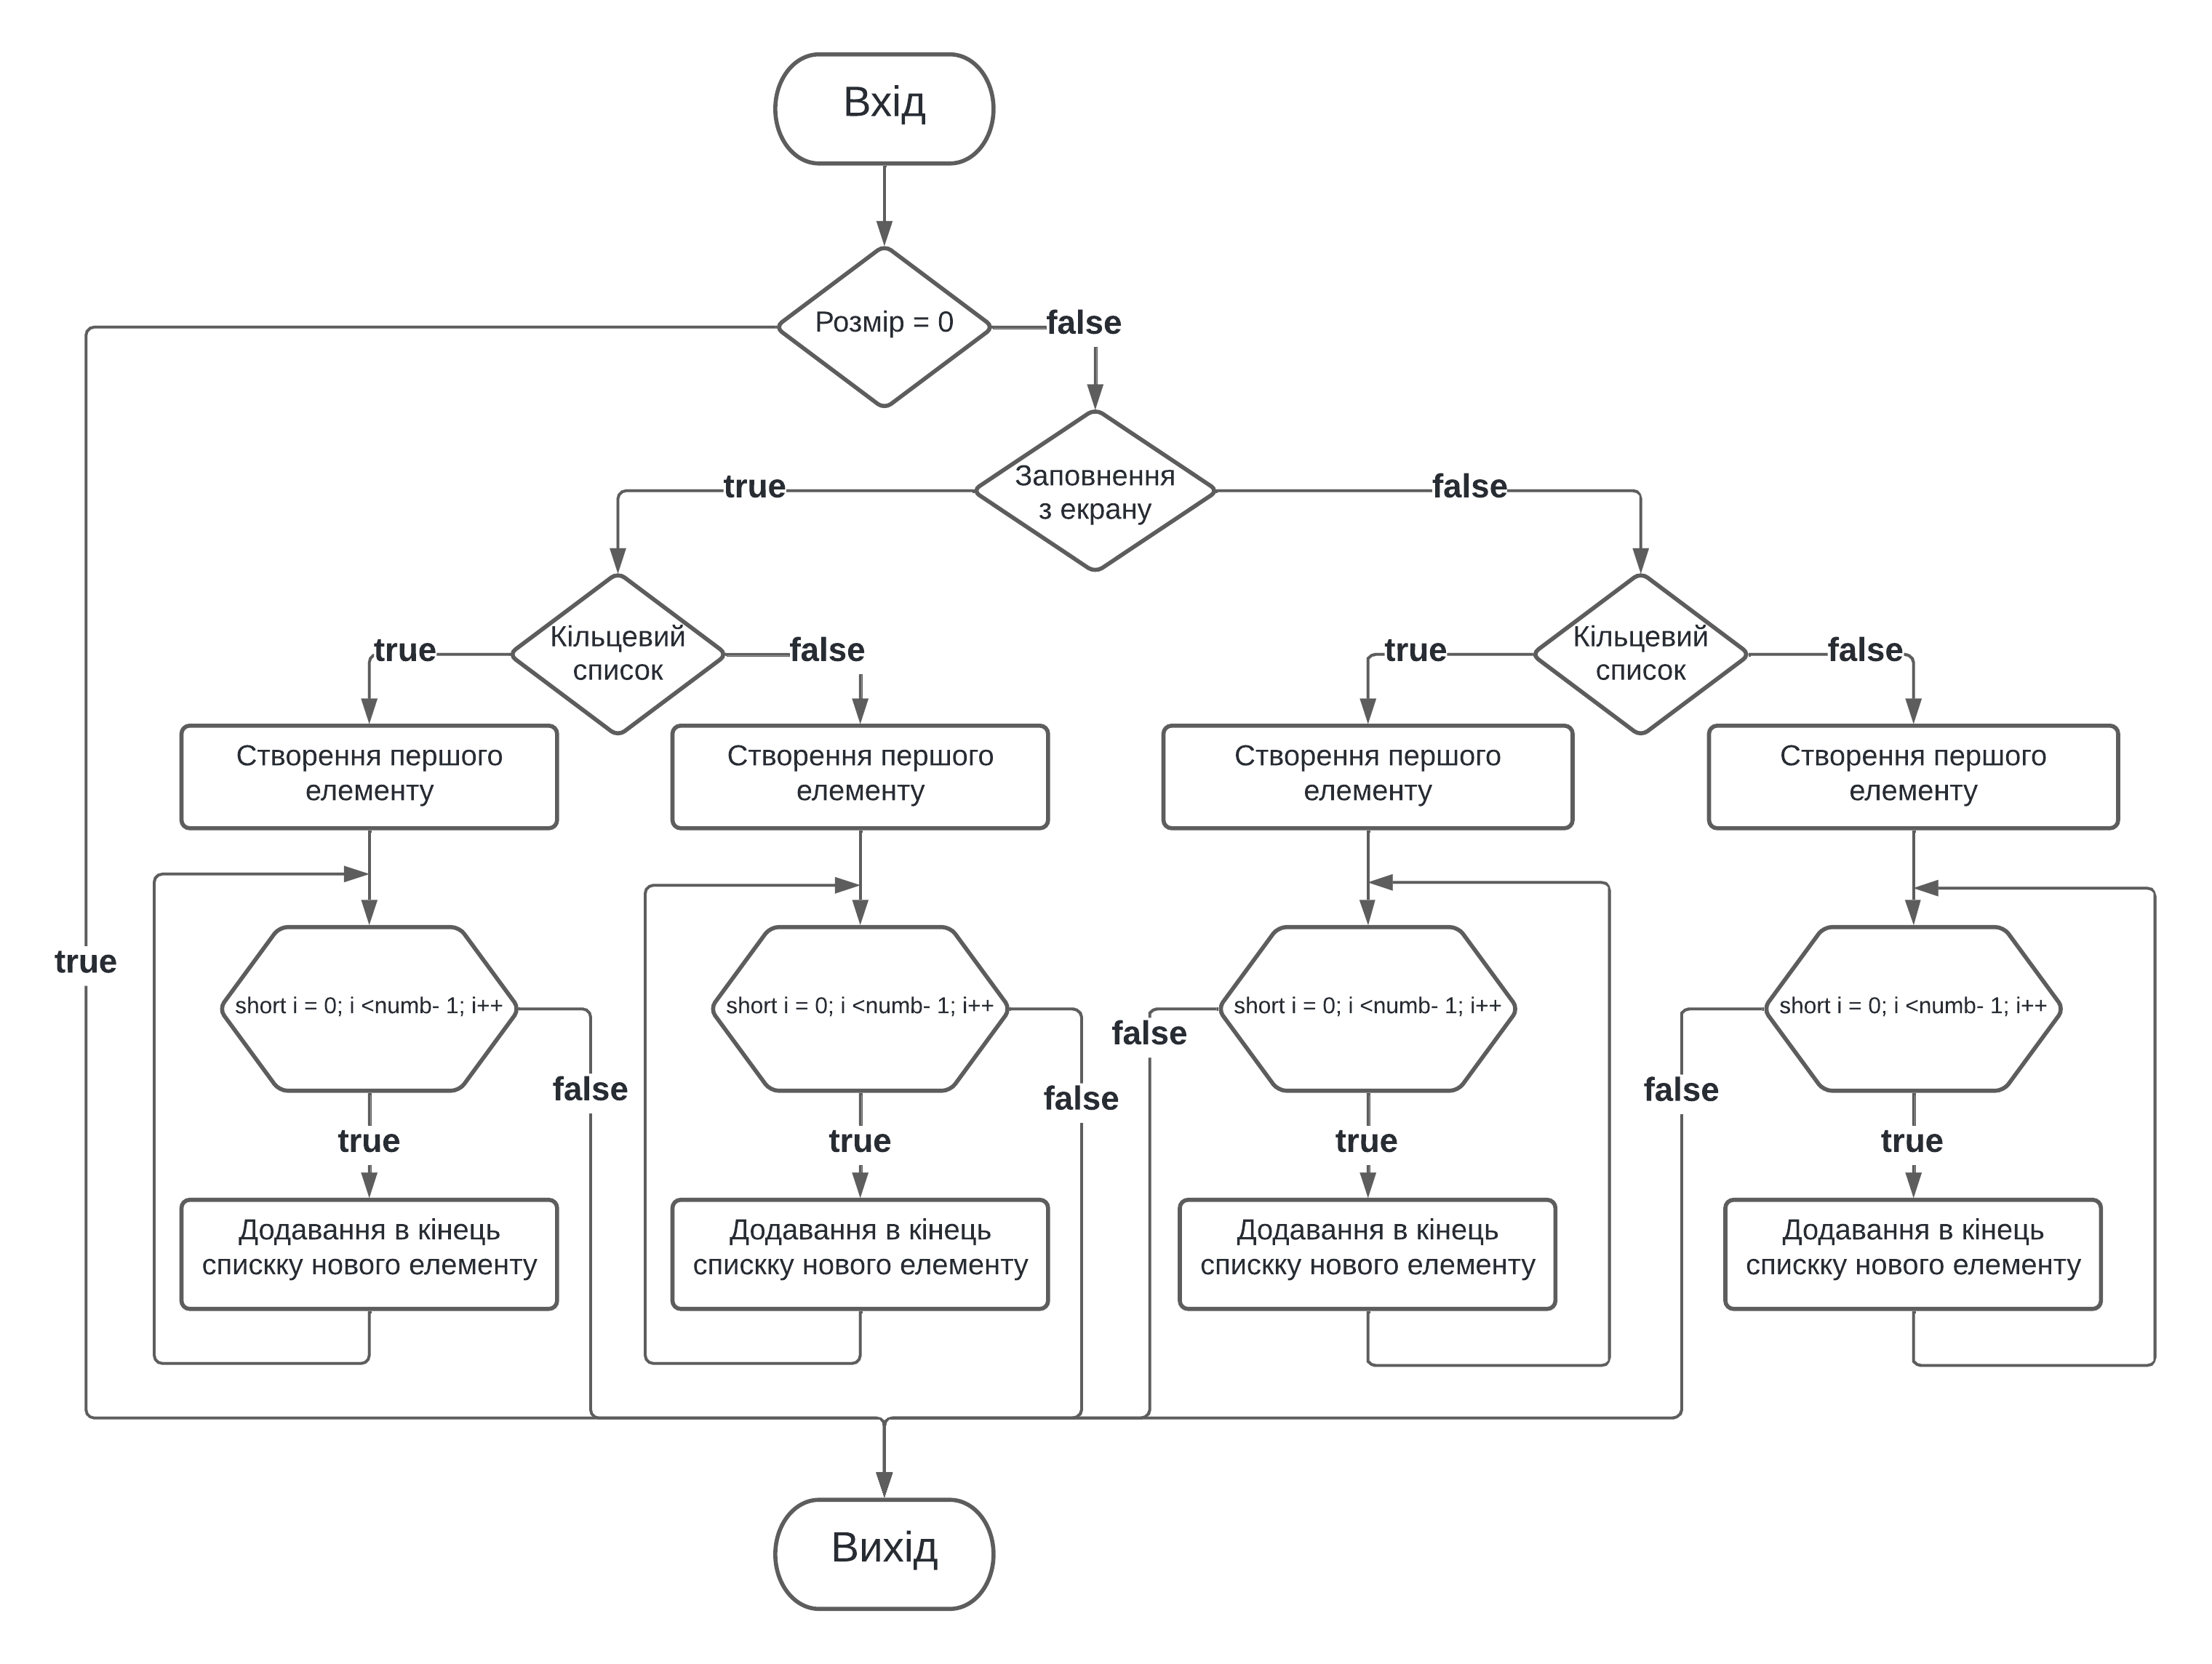 Вхід
Розмір = 0
false
Заповнення
з екрану
true
false
Кільцевий
список
true
false
Кільцевий
список
true
false
Створення першого
елементу
Створення першого
елементу
Створення першого
елементу
Створення першого
елементу
true
short i = 0; i <numb- 1; i++
false
short i = 0; i <numb- 1; i++
false
short i = 0; i <numb- 1; i++
false
short i = 0; i <numb- 1; i++
false
true
true
true
true
Додавання в кінець
спискку нового елементу
Додавання в кінець
спискку нового елементу
Додавання в кінець
спискку нового елементу
Додавання в кінець
спискку нового елементу
Вихід